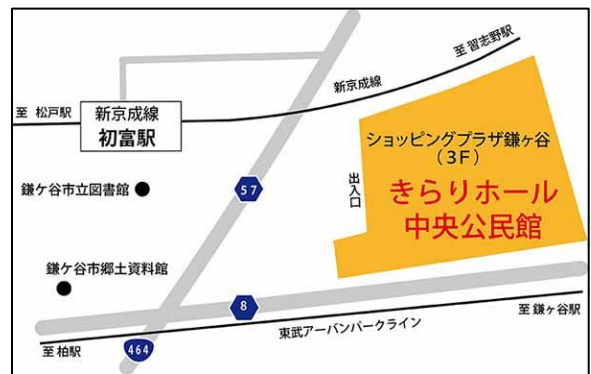 至 習志野駅
新京成線
至 松戸駅
新京成線
初富駅
ショッピングプラザ鎌ケ谷
（3F）
出入口
きらりホール
中央公民館
鎌ケ谷市立図書館
57
鎌ケ谷市郷土資料館
8
至 鎌ヶ谷駅
東武アーバンパークライン
至 柏駅
464